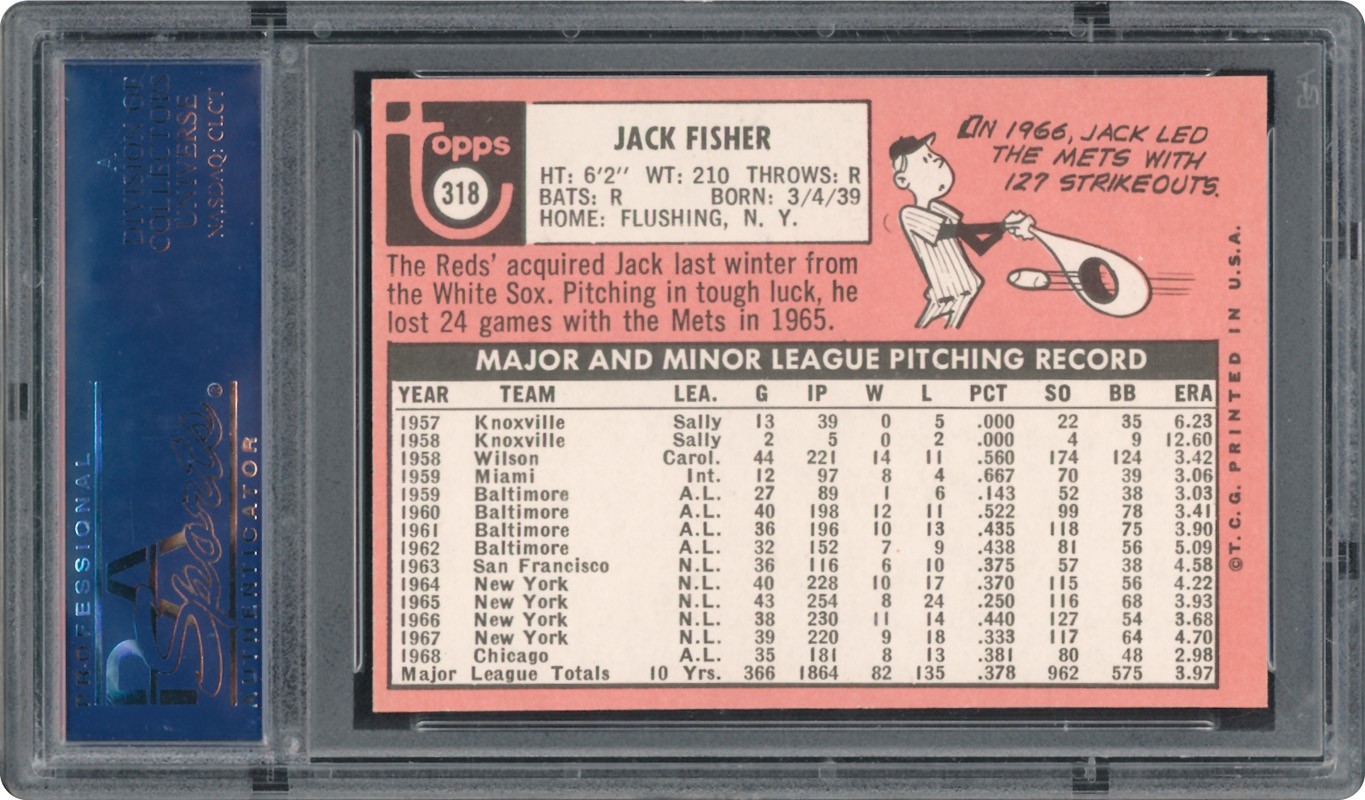 A
DIVISION OF
COLLECTORS
UNIVERSE
NASDAQ: CLCT
PROFESSIONAL
PSA
Sports®
AUTHENTICATOR
Topps
318
JACK FISHER
HT: 6'2" WT: 210 THROWS: R
BATS: R BORN: 3/4/39
HOME: FLUSHING, N. Y.
IN 1966, JACK LED
THE METS WITH
127 STRIKEOUTS.
The Reds' acquired Jack last winter from
the White Sox. Pitching in tough luck, he
lost 24 games with the Mets in 1965.
MAJOR AND MINOR LEAGUE PITCHING RECORD
YEAR TEAM LEA. G IP W L PCT SO BB ERA
1957 Knoxville Sally 13 39 0 5 .000 22 35 6.23
1958 Knoxville Sally 2 5 0 2 .000 4 9 12.60
1958 Wilson Carol. 44 221 14 11 .560 174 124 3.42
1959 Miami Int. 12 97 8 4 .667 70 39 3.06
1959 Baltimore A.L. 27 89 1 6 .143 52 38 3.03
1960 Baltimore A.L. 40 198 12 11 .522 99 78 3.41
1961 Baltimore A.L. 36 196 10 13 .435 118 75 3.90
1962 Baltimore A.L. 32 152 7 9 .438 81 56 5.09
1963 San Francisco N.L. 36 116 6 10 .375 57 38 4.58
1964 New York N.L. 40 228 10 17 .370 115 56 4.22
1965 New York N.L. 43 254 8 24 .250 116 68 3.93
1966 New York N.L. 38 230 11 14 .440 127 54 3.68
1967 New York N.L. 39 220 9 18 .333 117 64 4.70
1968 Chicago A.L. 35 181 8 13 .381 80 48 2.98
Major League Totals 10 Yrs. 366 1864 82 135 .378 962 575 3.97
©T. C. G. PRINTED IN U.S.A.